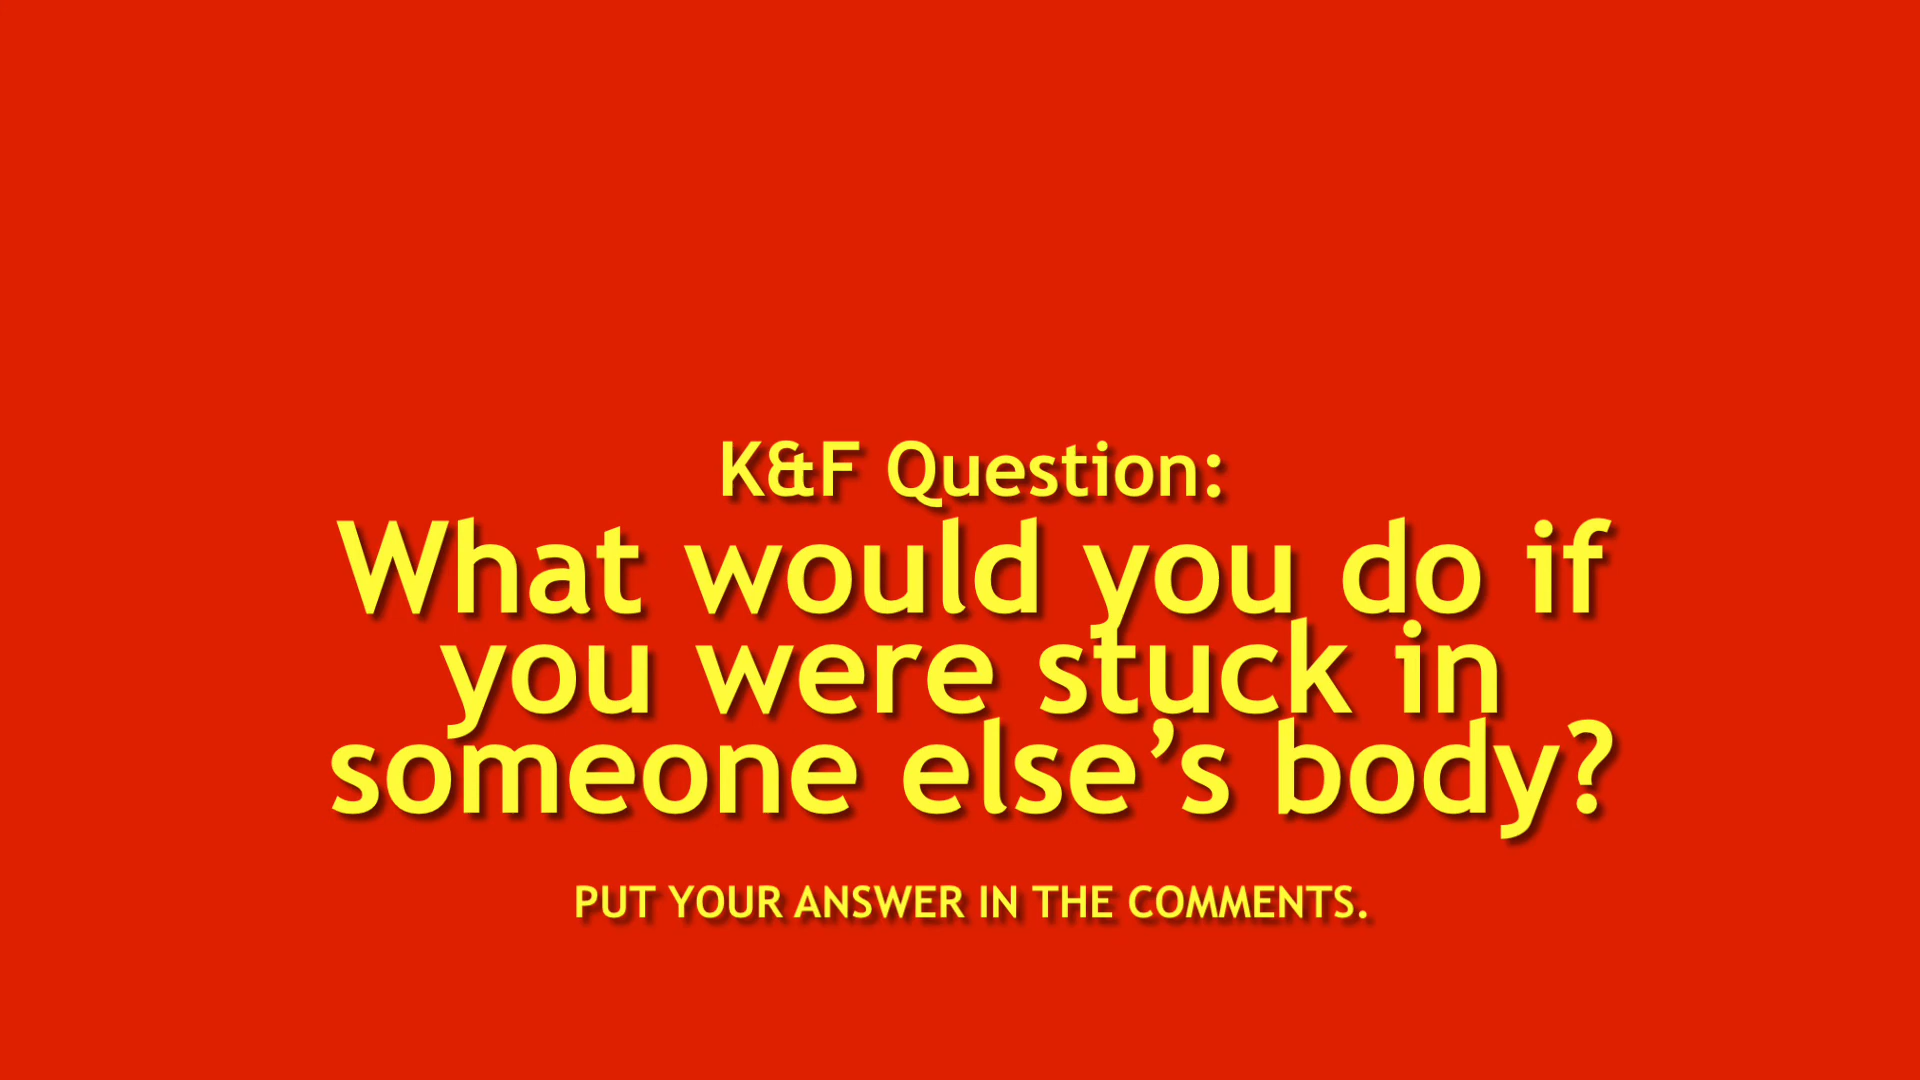 K&F Question:
What would you do if
you were stuck in
someone else’s body?
PUT YOUR ANSWER IN THE COMMENTS.